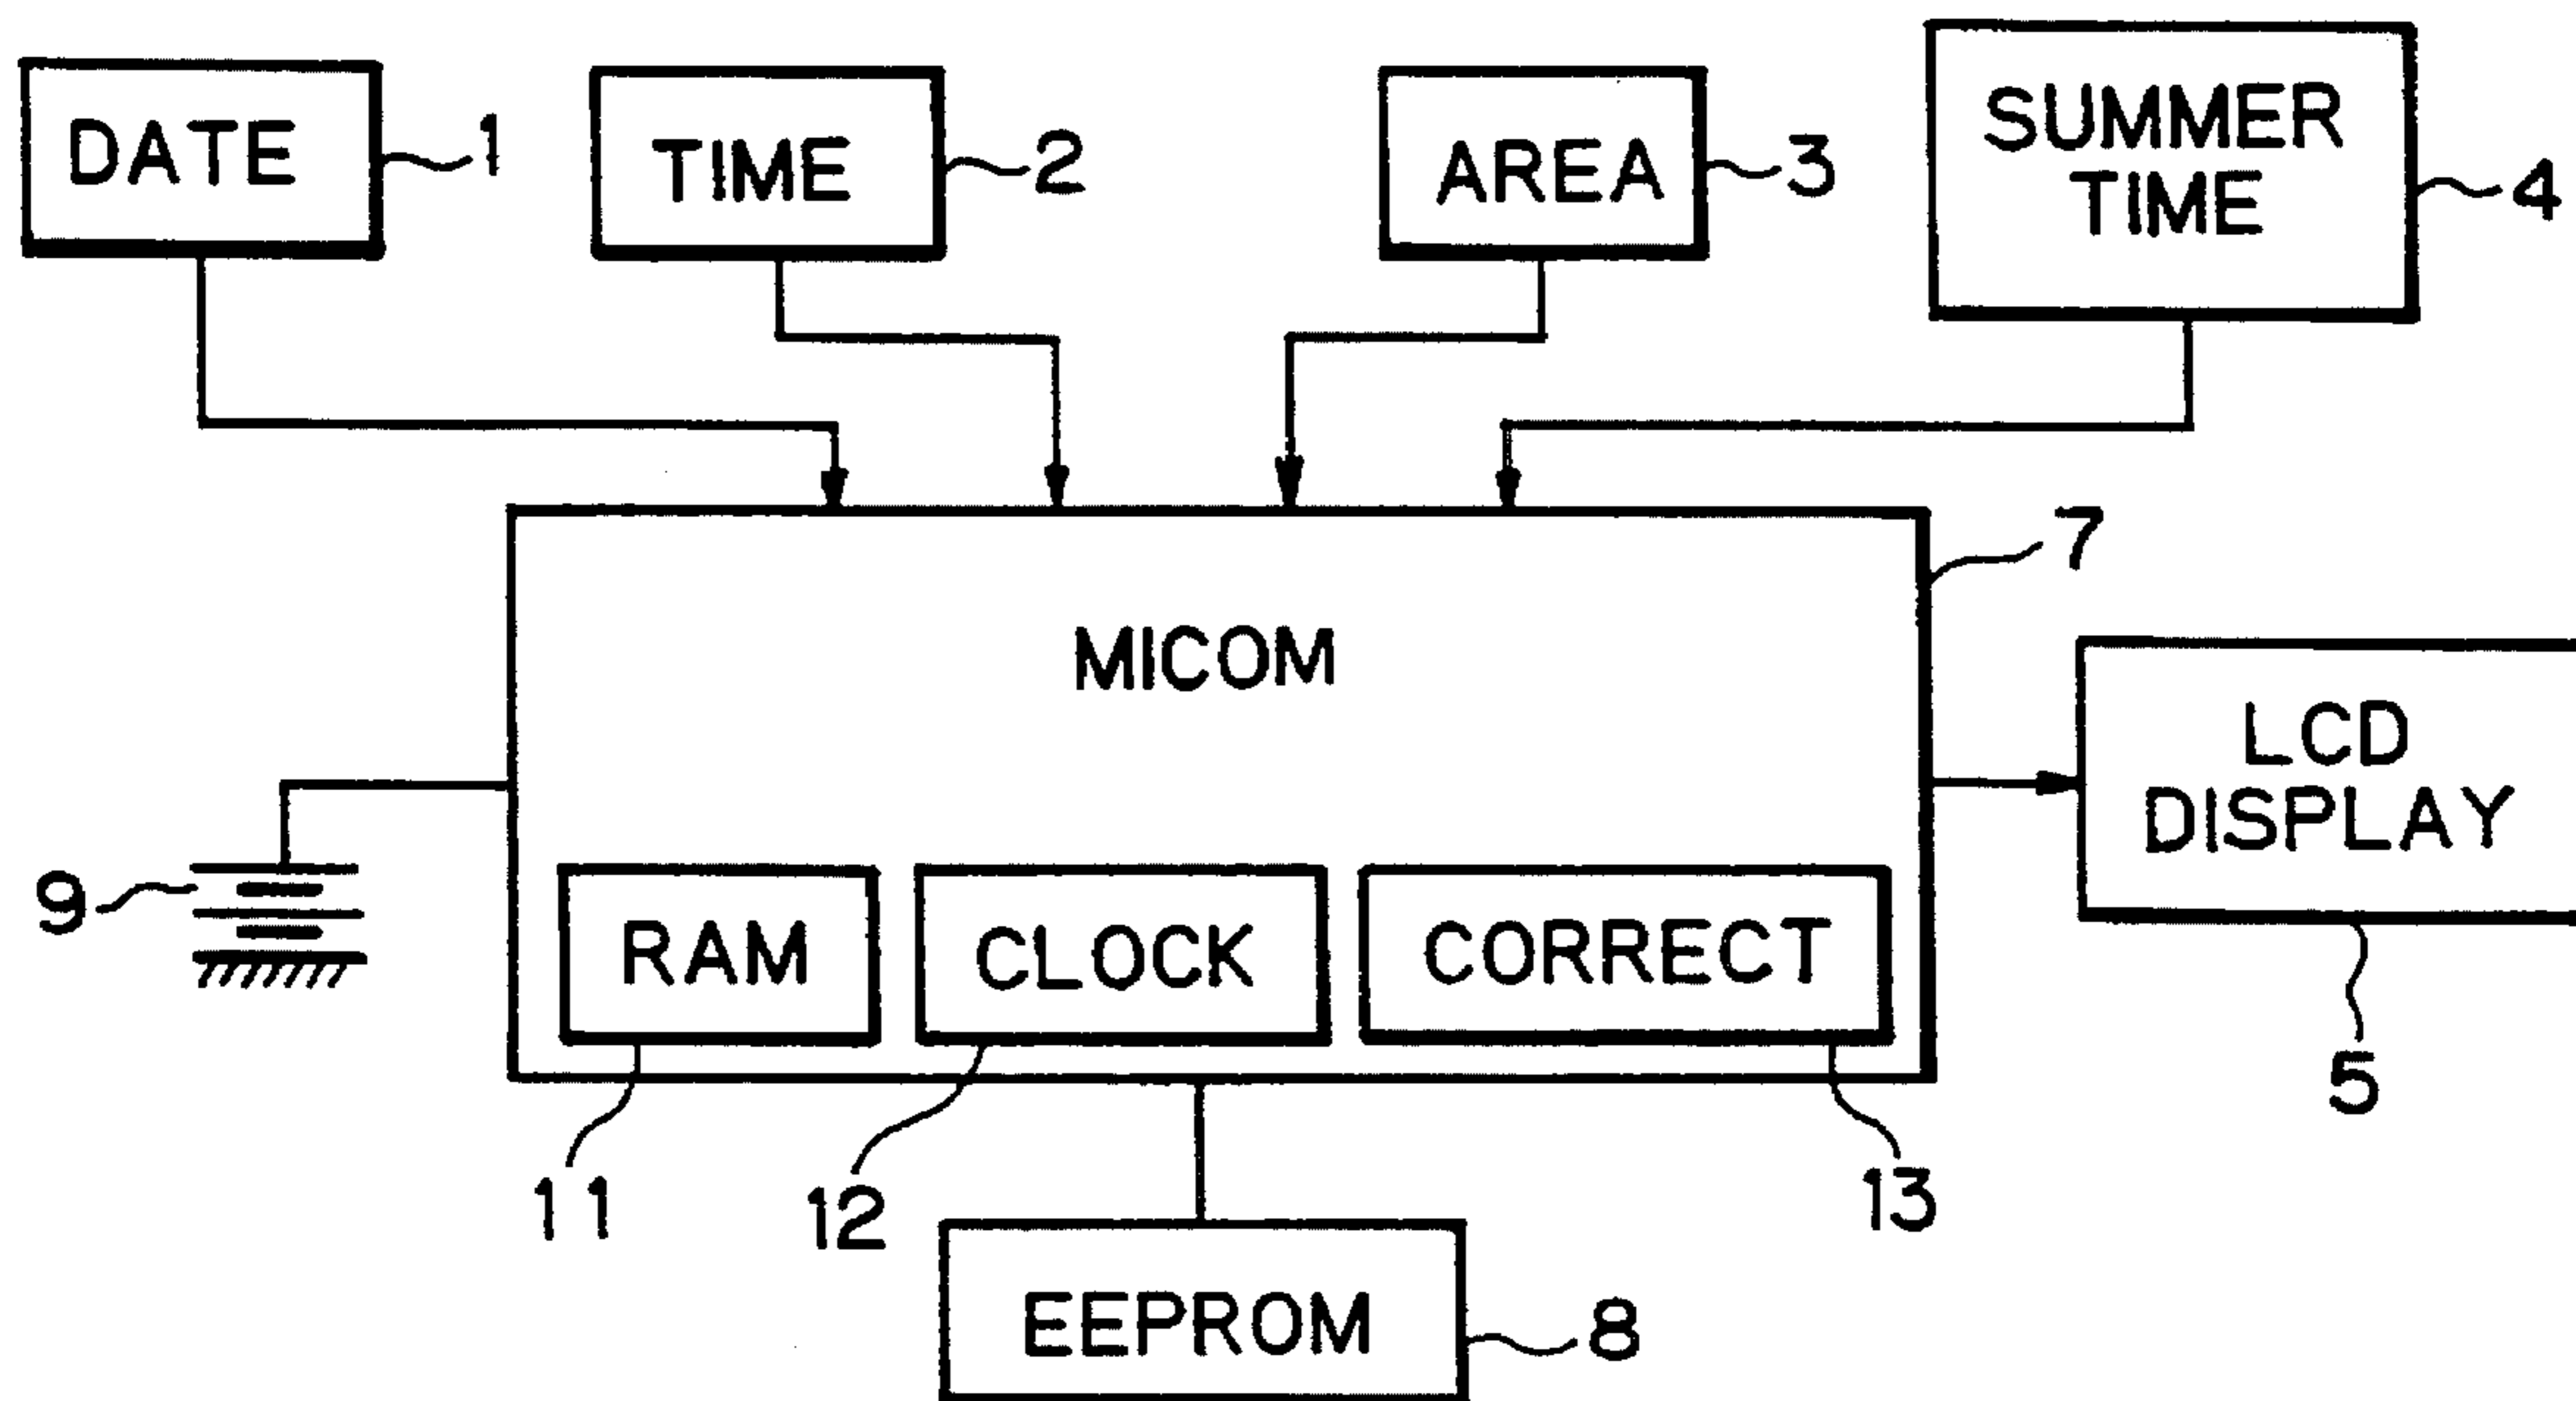 DATE
1
TIME
2
AREA
3
SUMMER
TIME
4
7
MICOM
LCD
DISPLAY
9
RAM
CLOCK
CORRECT
5
11
12
13
EEPROM
8